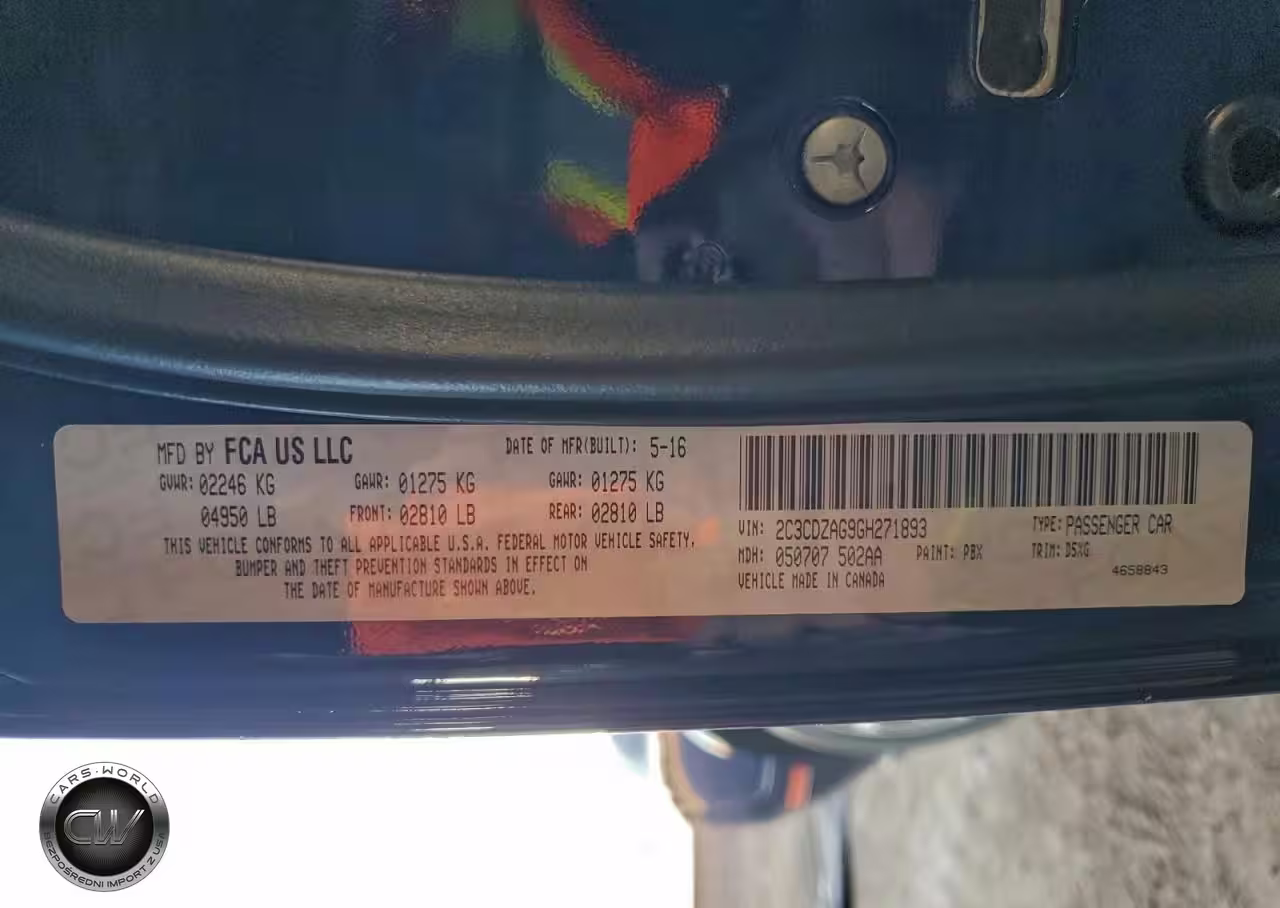 MFD BY FCA US LLC
DATE OF MFR(BUILT): 5-16
GVWR: 02246 KG
GAWR: 01275 KG
GAWR: 01275 KG
04950 LB
FRONT: 02810 LB
REAR: 02810 LB
THIS VEHICLE CONFORMS TO ALL APPLICABLE U.S.A. FEDERAL MOTOR VEHICLE SAFETY,
BUMPER AND THEFT PREVENTION STANDARDS IN EFFECT ON
THE DATE OF MANUFACTURE SHOWN ABOVE.
VIN: 2C3CDZAG9GH271893
TYPE: PASSENGER CAR
MDH: 050707 502AA
PAINT: PBX
TRIM: D5XG
VEHICLE MADE IN CANADA
4658843
CARS·WORLD
CW
BEZPOŚREDNI IMPORT Z USA